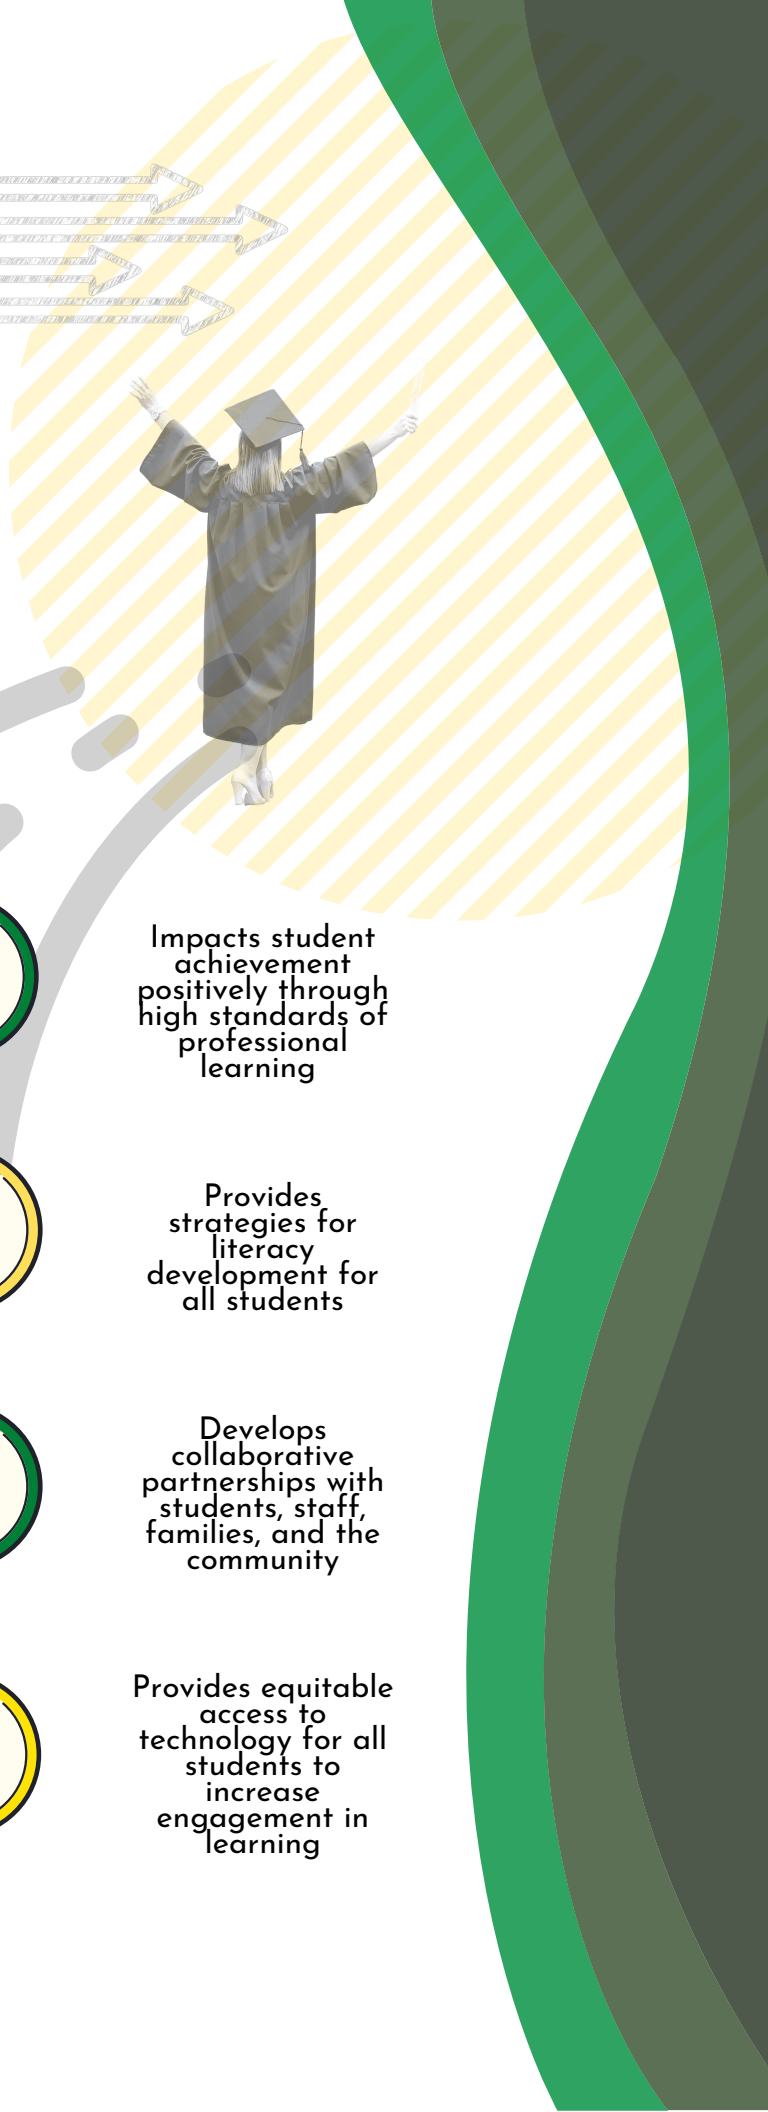 Impacts student
achievement
positively through
high standards of
professional
learning
Provides
strategies for
literacy
development for
all students
Develops
collaborative
partnerships with
students, staff,
families, and the
community
Provides equitable
access to
technology for all
students to
increase
engagement in
learning